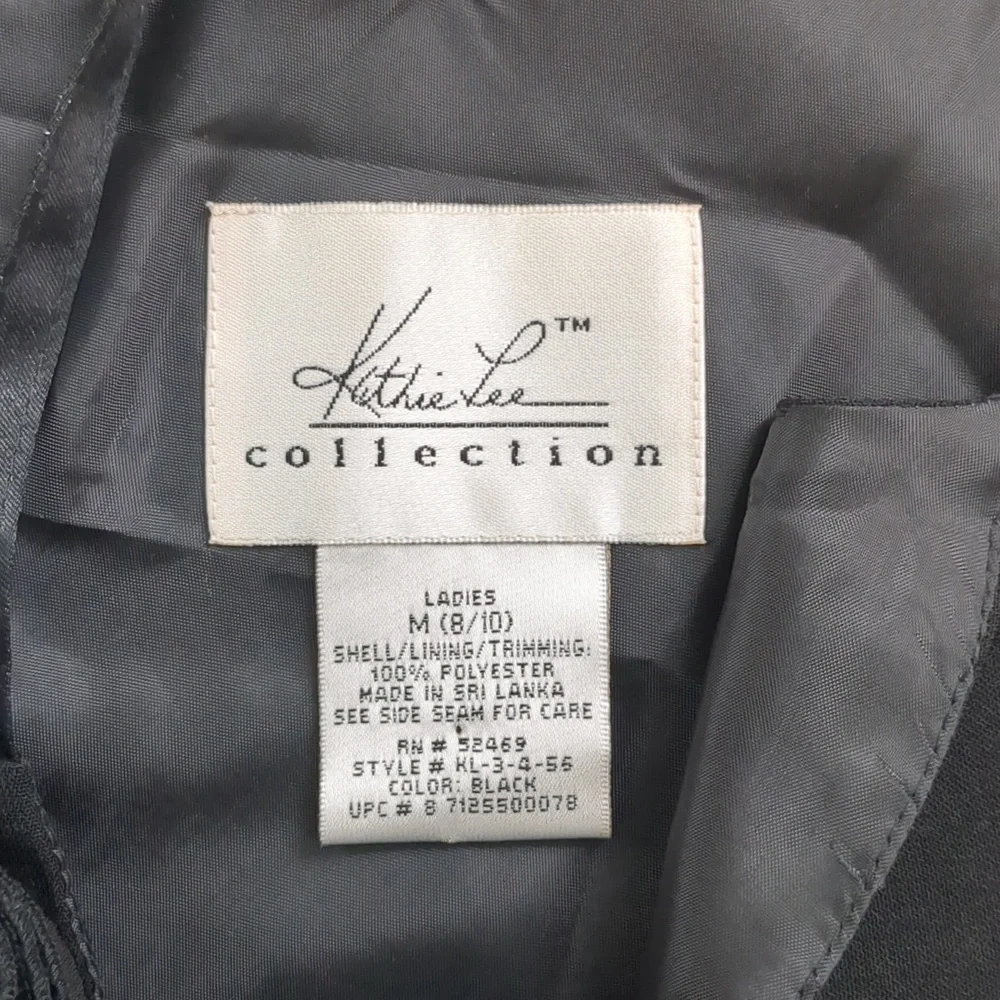 Kathie Lee™
collection
LADIES
M (8/10)
SHELL/LINING/TRIMMING:
100% POLYESTER
MADE IN SRI LANKA
SEE SIDE SEAM FOR CARE
RN # 52469
STYLE # KL-3-4-56
COLOR: BLACK
UPC # 8 7125500078